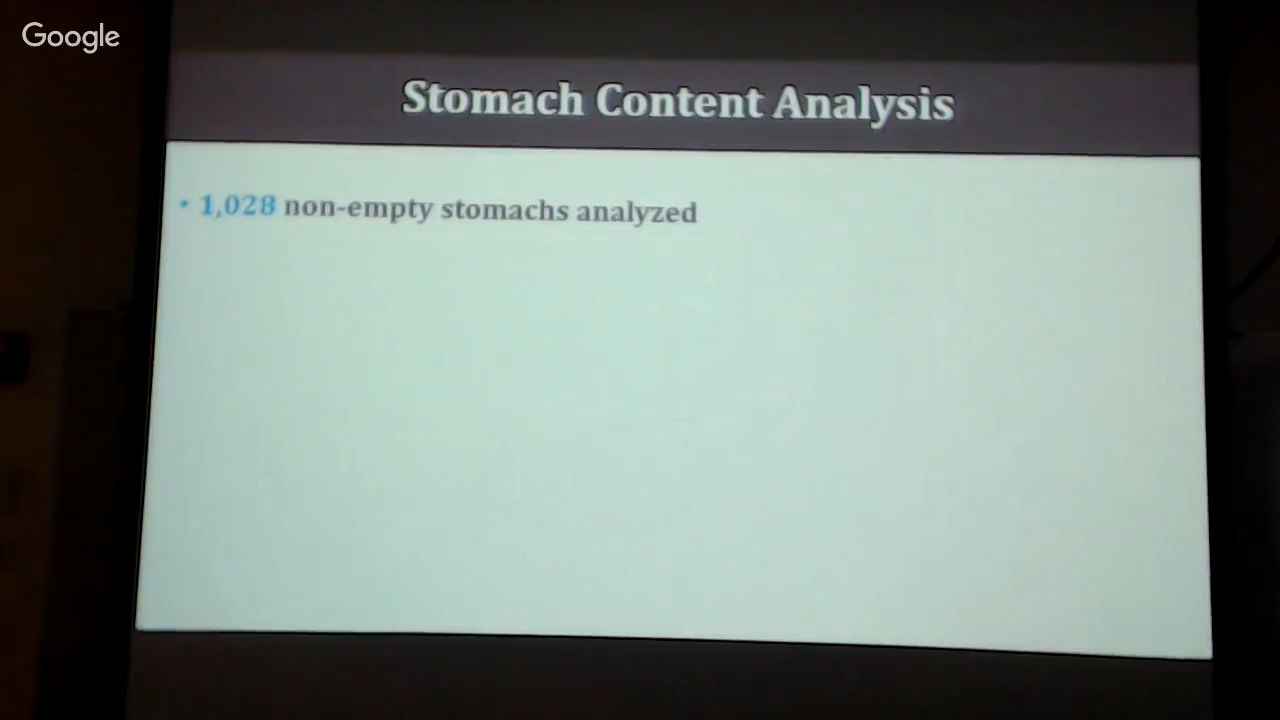 Google
Stomach Content Analysis
• 1,028 non-empty stomachs analyzed